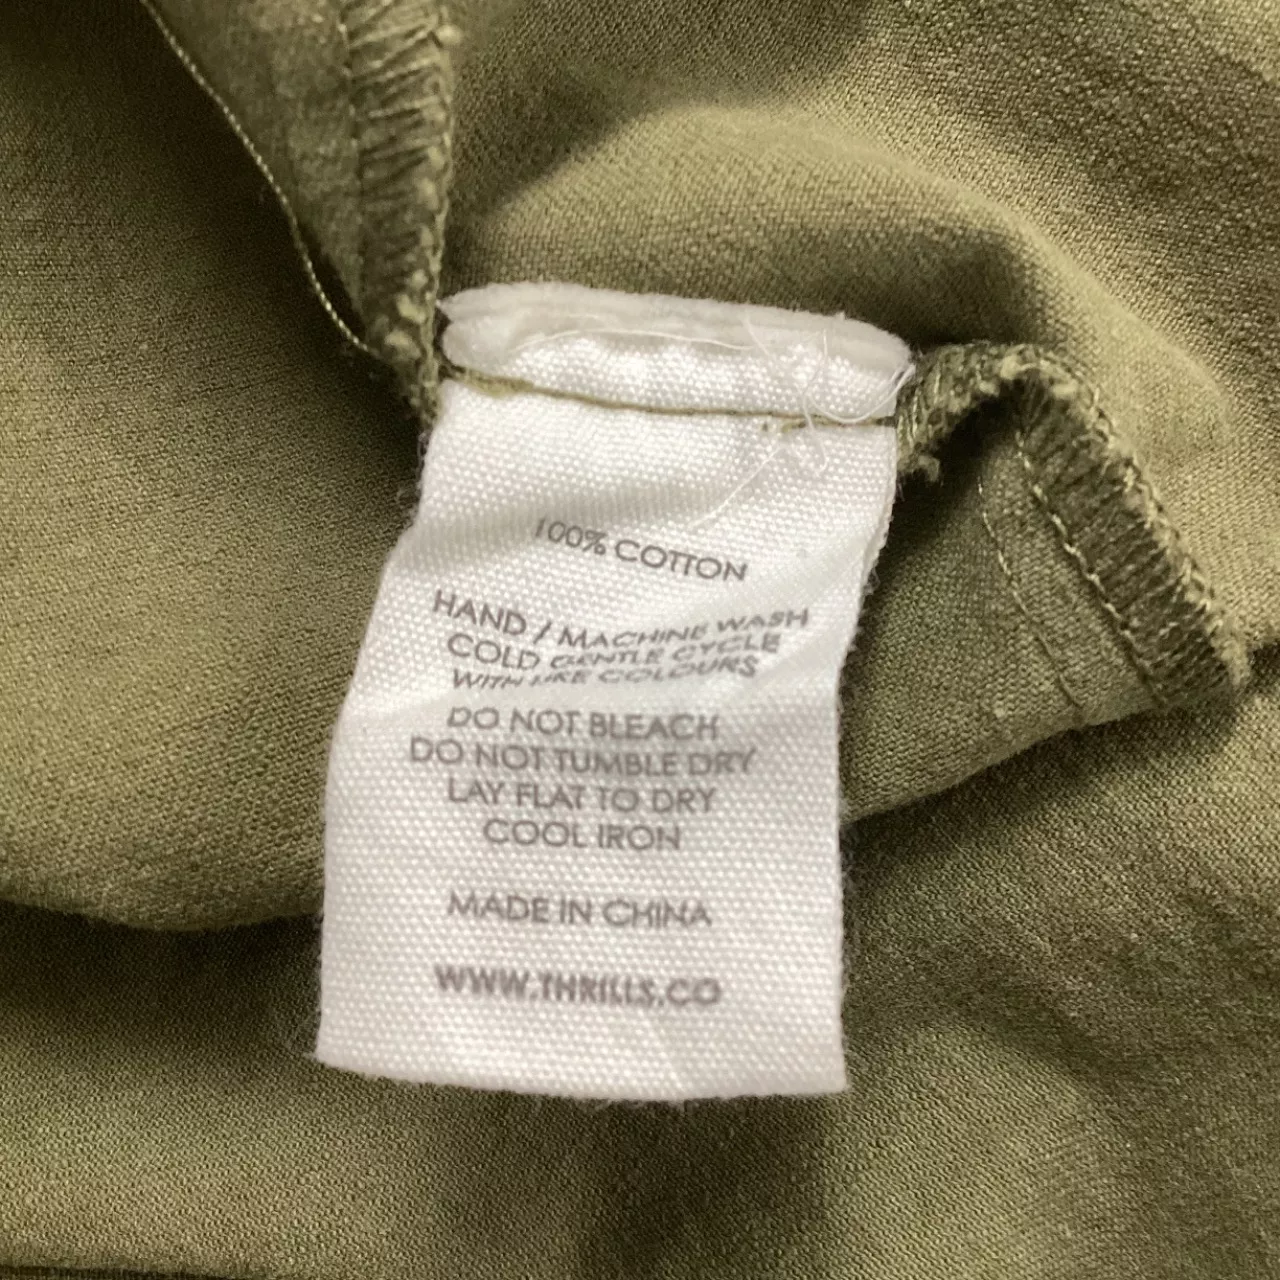 100% COTTON
HAND / MACHINE WASH
COLD GENTLE CYCLE
WITH LIKE COLOURS
DO NOT BLEACH
DO NOT TUMBLE DRY
LAY FLAT TO DRY
COOL IRON
MADE IN CHINA
WWW.THRILLS.CO